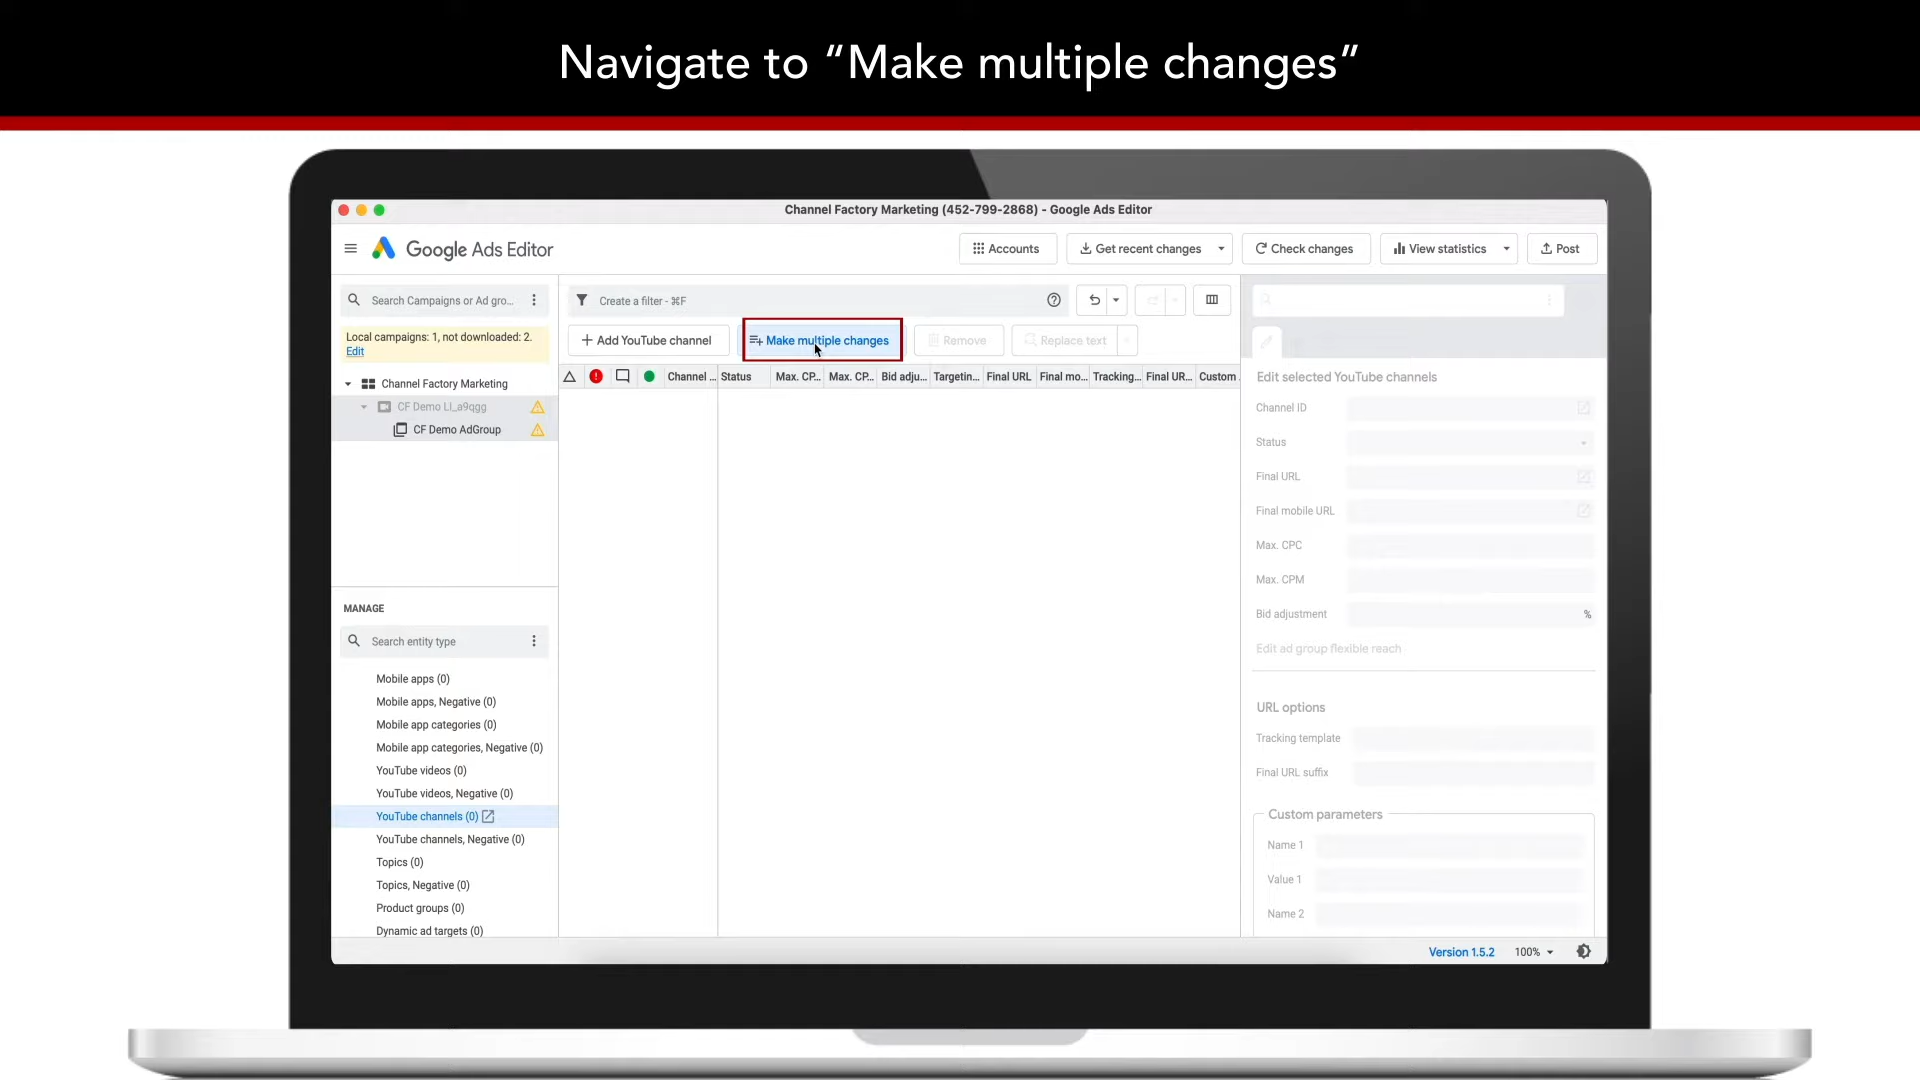 Navigate to “Make multiple changes”
Channel Factory Marketing (452-799-2868) - Google Ads Editor
Google Ads Editor
Accounts
Get recent changes
Check changes
View statistics
Post
Search Campaigns or Ad gro...
Create a filter - ⌘F
Local campaigns: 1, not downloaded: 2.
Edit
Add YouTube channel
Make multiple changes
Remove
Replace text
Channel ...
Status
Max. CP...
Max. CP...
Bid adju...
Targetin...
Final URL
Final mo...
Tracking...
Final UR...
Custom
Channel Factory Marketing
CF Demo LI_a9qgg
CF Demo AdGroup
MANAGE
Search entity type
Mobile apps (0)
Mobile apps, Negative (0)
Mobile app categories (0)
Mobile app categories, Negative (0)
YouTube videos (0)
YouTube videos, Negative (0)
YouTube channels (0)
YouTube channels, Negative (0)
Topics (0)
Topics, Negative (0)
Product groups (0)
Dynamic ad targets (0)
Edit selected YouTube channels
Channel ID
Status
Final URL
Final mobile URL
Max. CPC
Max. CPM
Bid adjustment %
Edit ad group flexible reach
URL options
Tracking template
Final URL suffix
Custom parameters
Name 1
Value 1
Name 2
Version 1.5.2
100%